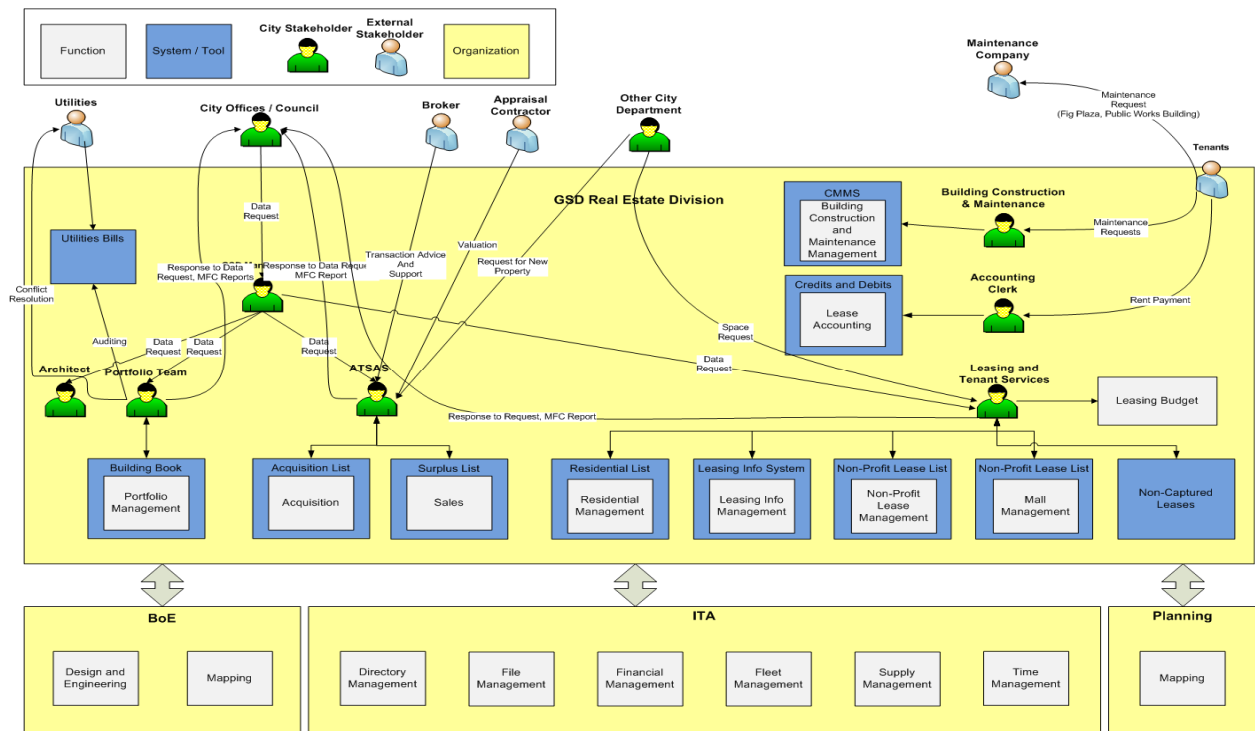 City Stakeholder
External
Stakeholder
Function
System / Tool
Organization
Maintenance
Company
Utilities
City Offices / Council
Broker
Appraisal
Contractor
Other City
Department
Maintenance
Request
(Fig Plaza, Public Works Building)
Tenants
GSD Real Estate Division
CMMS
Building
Construction
and
Maintenance
Management
Building Construction
& Maintenance
Maintenance
Requests
Data
Request
Utilities Bills
Valuation
Transaction Advice
And
Support
Request for New
Property
Response to Data
Request, MFC Reports
Response to Data
MFC Report
Conflict
Resolution
Credits and Debits
Lease
Accounting
Accounting
Clerk
Rent Payment
Auditing
Data
Request
Data
Request
Data
Request
Space
Request
Data
Request
Architect
Portfolio Team
ATSAS
Leasing and
Tenant Services
Leasing Budget
Response to Request, MFC Report
Building Book
Portfolio
Management
Acquisition List
Acquisition
Surplus List
Sales
Residential List
Residential
Management
Leasing Info System
Leasing Info
Management
Non-Profit Lease List
Non-Profit
Lease
Management
Non-Profit Lease List
Mall
Management
Non-Captured
Leases
BoE
Design and
Engineering
Mapping
ITA
Directory
Management
File
Management
Financial
Management
Fleet
Management
Supply
Management
Time
Management
Planning
Mapping